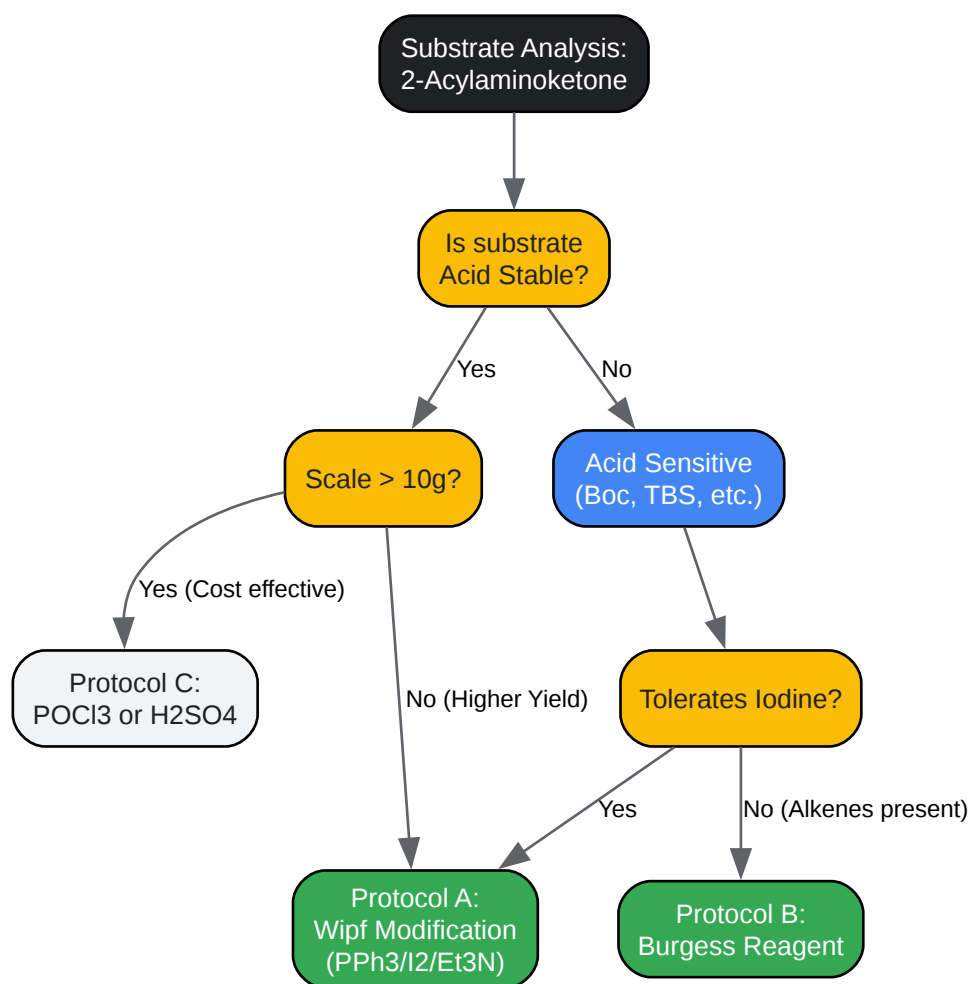 Substrate Analysis:
2-Acylaminoketone
Is substrate
Acid Stable?
Yes
No
Scale > 10g?
Acid Sensitive
(Boc, TBS, etc.)
Yes (Cost effective)
Protocol C:
POCl3 or H2SO4
No (Higher Yield)
Tolerates Iodine?
Yes
No (Alkenes present)
Protocol A:
Wipf Modification
(PPh3/I2/Et3N)
Protocol B:
Burgess Reagent